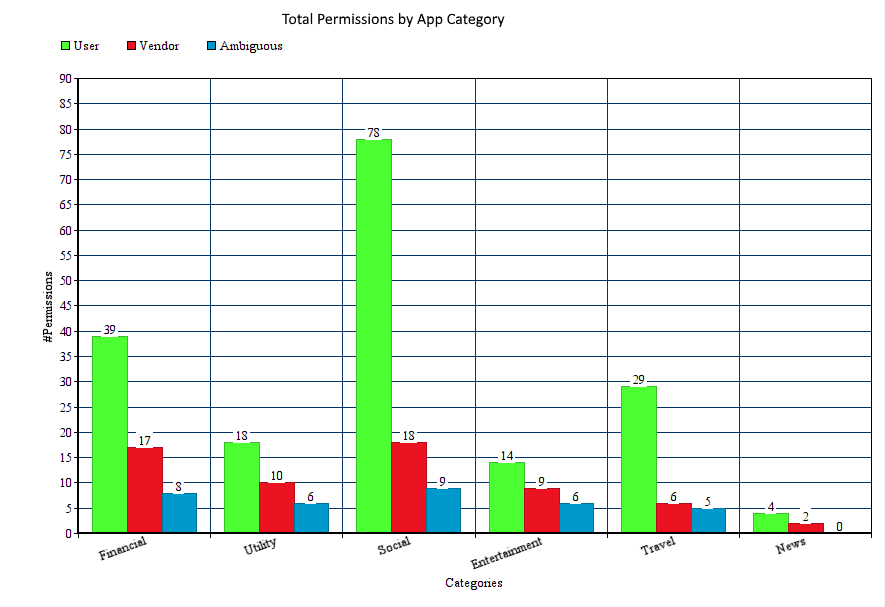 Total Permissions by App Category
User Vendor Ambiguous
90
85
80
75
70
65
60
55
50
45
40
35
30
25
20
15
10
5
0
#Permissions
39 17 8
18 10 6
78 18 9
14 9 6
29 6 5
4 2 0
Financial Utility Social Entertainment Travel News
Categories